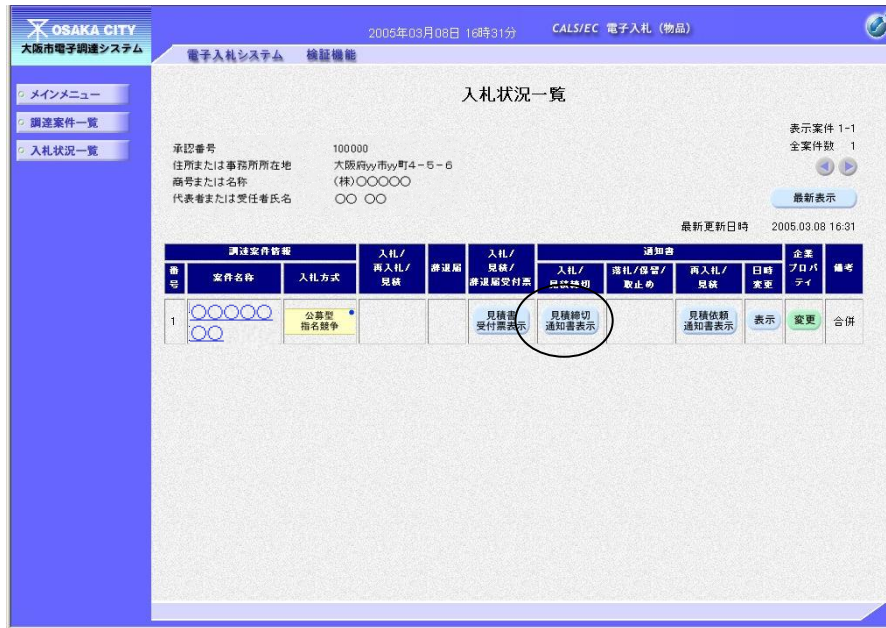 OSAKA CITY
大阪市電子調達システム
2005年03月08日 16時31分
CALS/EC 電子入札（物品）
電子入札システム 検証機能
メインメニュー
調達案件一覧
入札状況一覧
入札状況一覧
表示案件 1-1
全案件数 1
承認番号 100000
住所または事務所所在地 大阪府yy市yy町4-5-6
商号または名称 (株)○○○○○
代表者または受任者氏名 ○○ ○○
最新表示
最新更新日時 2005.03.08 16:31
調達案件情報
入札/
再入札/
見積
辞退届
入札/
見積/
辞退届受付票
通知書
企業
プロパ
ティ
備考
番
号
案件名称
入札方式
入札/
見積締切
落札/保留/
取止め
再入札/
見積
日時
変更
1
○○○○○
○○
公募型
指名競争
見積書
受付票表示
見積締切
通知書表示
見積依頼
通知書表示
表示
変更
合併